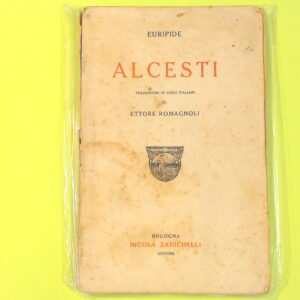 EURIPIDE
ALCESTI
TRADUZIONE IN VERSI ITALIANI
DI
ETTORE ROMAGNOLI
BOLOGNA
NICOLA ZANICHELLI
EDITORE